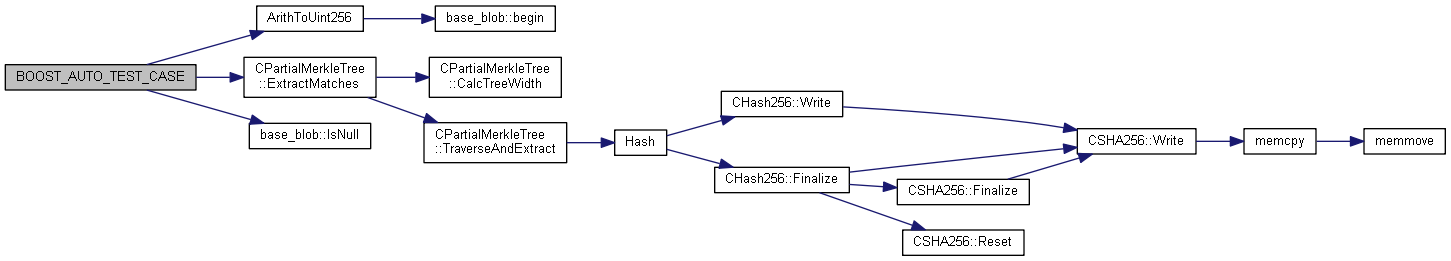 BOOST_AUTO_TEST_CASE
ArithToUint256
base_blob::begin
CPartialMerkleTree
::ExtractMatches
CPartialMerkleTree
::CalcTreeWidth
base_blob::IsNull
CPartialMerkleTree
::TraverseAndExtract
Hash
CHash256::Write
CHash256::Finalize
CSHA256::Write
CSHA256::Finalize
CSHA256::Reset
memcpy
memmove